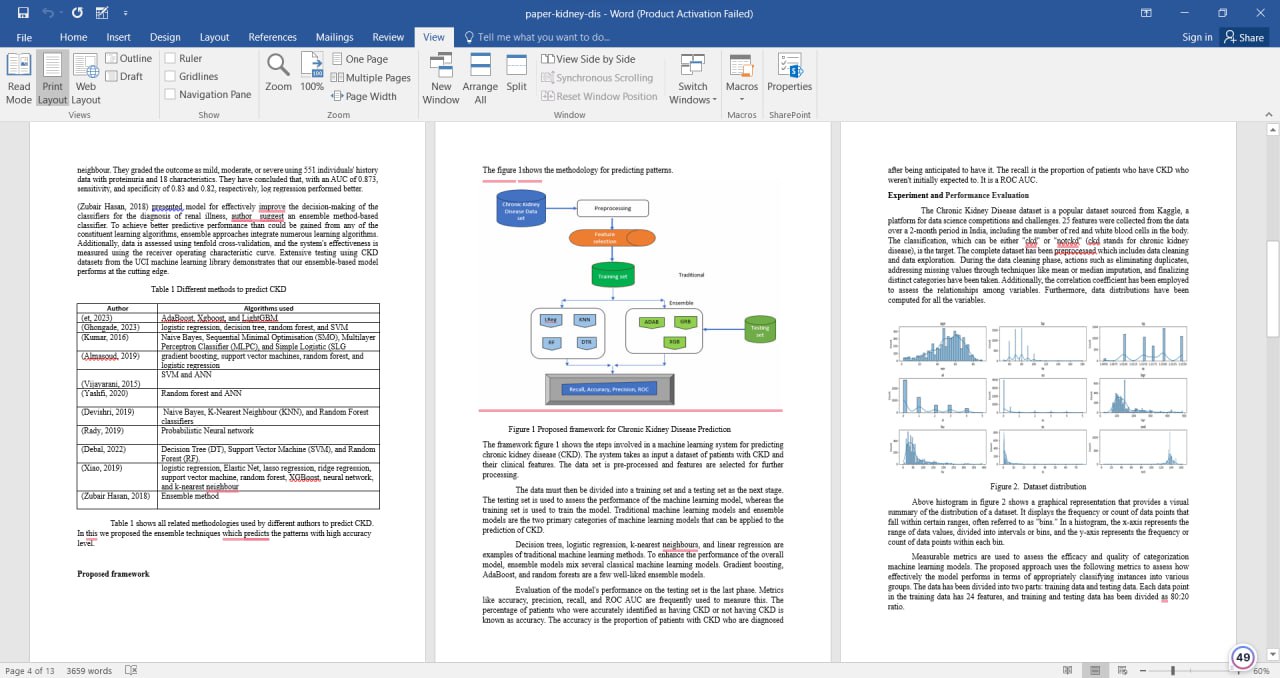 paper-kidney-dis - Word (Product Activation Failed)
File Home Insert Design Layout References Mailings Review View Tell me what you want to do... Sign in Share
Read Mode
Print Layout
Web Layout
Outline
Draft
Views
Ruler
Gridlines
Navigation Pane
Show
Zoom
100%
One Page
Multiple Pages
Page Width
Zoom
New Window
Arrange All
Split
View Side by Side
Synchronous Scrolling
Reset Window Position
Window
Switch Windows
Macros
Macros
Properties
SharePoint
neighbour. They graded the outcome as mild, moderate, or severe using 551 individuals' history
data with proteinuria and 18 characteristics. They have concluded that, with an AUC of 0.873,
sensitivity, and specificity of 0.83 and 0.82, respectively, log regression performed better.
(Zubair Hasan, 2018) presented model for effectively improve the decision-making of the
classifiers for the diagnosis of renal illness, author suggest an ensemble method-based
classifier. To achieve better predictive performance than could be gained from any of the
constituent learning algorithms, ensemble approaches integrate numerous learning algorithms.
Additionally, data is assessed using tenfold cross-validation, and the system's effectiveness is
measured using the receiver operating characteristic curve. Extensive testing using CKD
datasets from the UCI machine learning library demonstrates that our ensemble-based model
performs at the cutting edge.
Table 1 Different methods to predict CKD
Author Algorithms used
(et, 2023) AdaBoost, Xgboost, and LightGBM
(Ghongade, 2023) logistic regression, decision tree, random forest, and SVM
(Kumar, 2016) Naive Bayes, Sequential Minimal Optimisation (SMO), Multilayer
Perceptron Classifier (MLPC), and Simple Logistic (SLG
(Almasoud, 2019) gradient boosting, support vector machines, random forest, and
logistic regression
SVM and ANN
(Vijayarani, 2015)
(Yashfi, 2020) Random forest and ANN
(Devishri, 2019) Naive Bayes, K-Nearest Neighbour (KNN), and Random Forest
classifiers
(Rady, 2019) Probabilistic Neural network
(Debal, 2022) Decision Tree (DT), Support Vector Machine (SVM), and Random
Forest (RF).
(Xiao, 2019) logistic regression, Elastic Net, lasso regression, ridge regression,
support vector machine, random forest, XGBoost, neural network,
and k-nearest neighbour
(Zubair Hasan, 2018) Ensemble method
Table 1 shows all related methodologies used by different authors to predict CKD.
In this we proposed the ensemble techniques which predicts the patterns with high accuracy
level.
Proposed framework
The figure 1shows the methodology for predicting patterns.
Chronic Kidney
Disease Data
set
Preprocessing
Feature
selection
Training set
Traditional
Ensemble
LReg KNN
RF DTR
ADAB GRB
XGB
Testing
set
Recall, Accuracy, Precision, ROC
Figure 1 Proposed framework for Chronic Kidney Disease Prediction
The framework figure 1 shows the steps involved in a machine learning system for predicting
chronic kidney disease (CKD). The system takes as input a dataset of patients with CKD and
their clinical features. The data set is pre-processed and features are selected for further
processing.
The data must then be divided into a training set and a testing set as the next stage.
The testing set is used to assess the performance of the machine learning model, whereas the
training set is used to train the model. Traditional machine learning models and ensemble
models are the two primary categories of machine learning models that can be applied to the
prediction of CKD.
Decision trees, logistic regression, k-nearest neighbours, and linear regression are
examples of traditional machine learning methods. To enhance the performance of the overall
model, ensemble models mix several classical machine learning models. Gradient boosting,
AdaBoost, and random forests are a few well-liked ensemble models.
Evaluation of the model's performance on the testing set is the last phase. Metrics
like accuracy, precision, recall, and ROC AUC are frequently used to measure this. The
percentage of patients who were accurately identified as having CKD or not having CKD is
known as accuracy. The accuracy is the proportion of patients with CKD who are diagnosed
after being anticipated to have it. The recall is the proportion of patients who have CKD who
weren't initially expected to. It is a ROC AUC.
Experiment and Performance Evaluation
The Chronic Kidney Disease dataset is a popular dataset sourced from Kaggle, a
platform for data science competitions and challenges. 25 features were collected from the data
over a 2-month period in India, including the number of red and white blood cells in the body.
The classification, which can be either "ckd" or "notckd" (ckd stands for chronic kidney
disease), is the target. The complete dataset has been preprocessed which includes data cleaning
and data exploration. During the data cleaning phase, actions such as eliminating duplicates,
addressing missing values through techniques like mean or median imputation, and finalizing
distinct categories have been taken. Additionally, the correlation coefficient has been employed
to assess the relationships among variables. Furthermore, data distributions have been
computed for all the variables.
Figure 2. Dataset distribution
Above histogram in figure 2 shows a graphical representation that provides a visual
summary of the distribution of a dataset. It displays the frequency or count of data points that
fall within certain ranges, often referred to as "bins." In a histogram, the x-axis represents the
range of data values, divided into intervals or bins, and the y-axis represents the frequency or
count of data points within each bin.
Measurable metrics are used to assess the efficacy and quality of categorization
machine learning models. The proposed approach uses the following metrics to assess how
effectively the model performs in terms of appropriately classifying instances into various
groups. The data has been divided into two parts: training data and testing data. Each data point
in the training data has 24 features, and training and testing data has been divided as 80:20
ratio.
Page 4 of 13 3659 words
49
60%